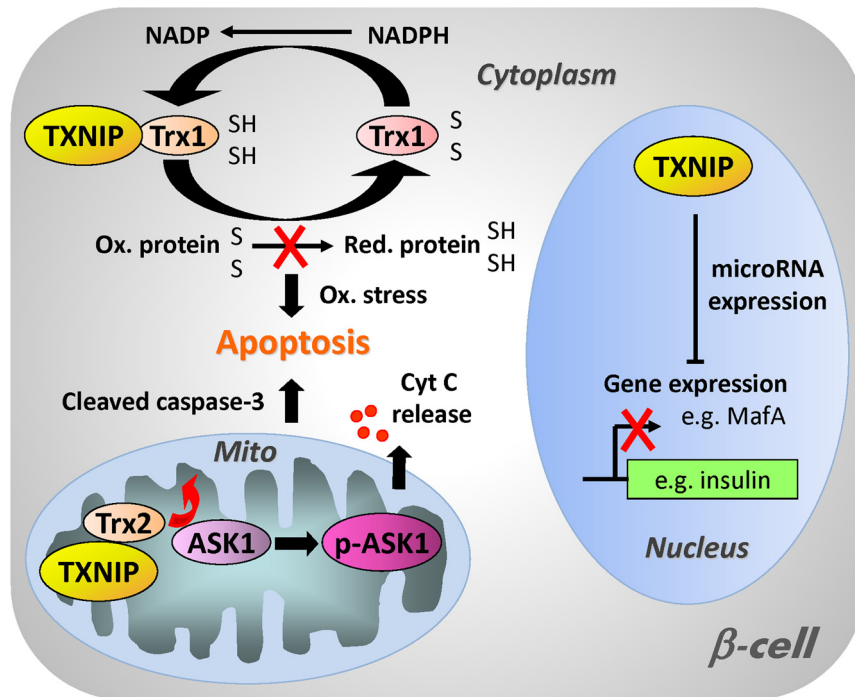 NADP
NADPH
Cytoplasm
TXNIP
Trx1
SH
SH
Trx1
S
S
TXNIP
Ox. protein
S
S
Red. protein
SH
SH
Ox. stress
microRNA
expression
Apoptosis
Gene expression
e.g. MafA
Cleaved caspase-3
Cyt C
release
Mito
e.g. insulin
Trx2
TXNIP
ASK1
p-ASK1
Nucleus
β-cell